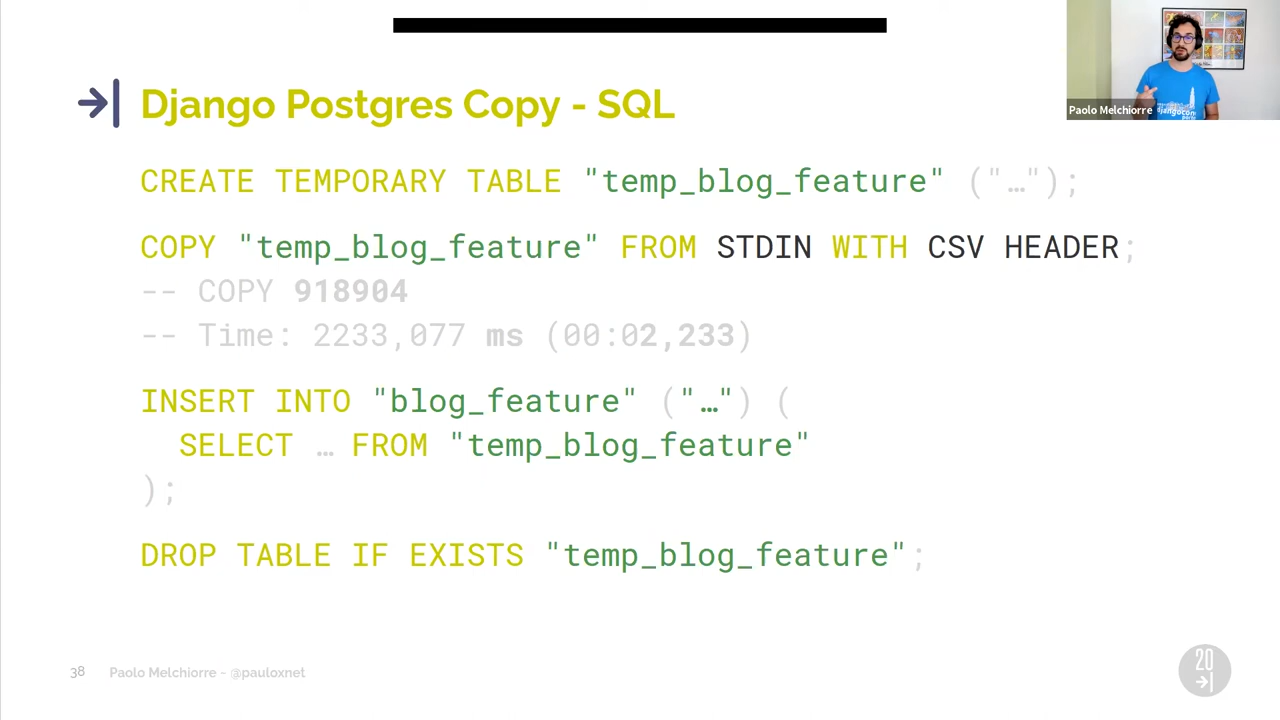 Django Postgres Copy - SQL
Paolo Melchiorre
CREATE TEMPORARY TABLE "temp_blog_feature" ("…");
COPY "temp_blog_feature" FROM STDIN WITH CSV HEADER;
-- COPY 918904
-- Time: 2233,077 ms (00:02,233)
INSERT INTO "blog_feature" ("…") (
SELECT … FROM "temp_blog_feature"
);
DROP TABLE IF EXISTS "temp_blog_feature";
38 Paolo Melchiorre - @pauloxnet
20